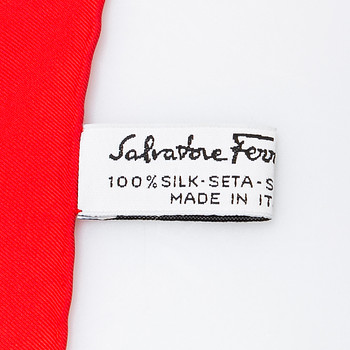 Salvatore Ferr
100% SILK-SETA-S
MADE IN IT